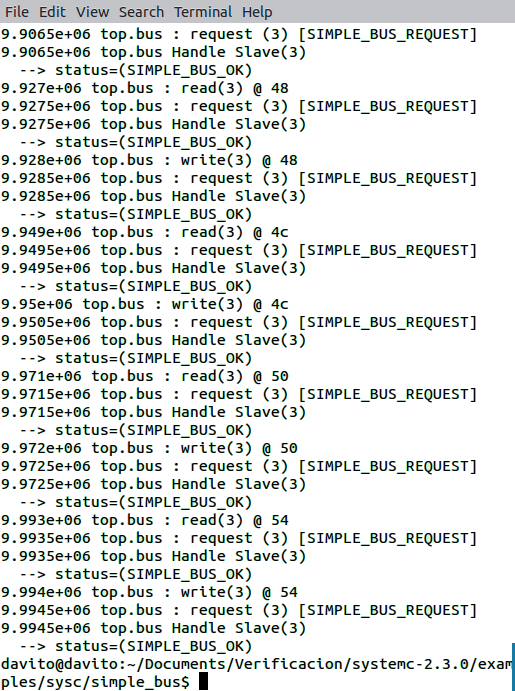 File Edit View Search Terminal Help
9.9065e+06 top.bus : request (3) [SIMPLE_BUS_REQUEST]
9.9065e+06 top.bus Handle Slave(3)
  --> status=(SIMPLE_BUS_OK)
9.927e+06 top.bus : read(3) @ 48
9.9275e+06 top.bus : request (3) [SIMPLE_BUS_REQUEST]
9.9275e+06 top.bus Handle Slave(3)
  --> status=(SIMPLE_BUS_OK)
9.928e+06 top.bus : write(3) @ 48
9.9285e+06 top.bus : request (3) [SIMPLE_BUS_REQUEST]
9.9285e+06 top.bus Handle Slave(3)
  --> status=(SIMPLE_BUS_OK)
9.949e+06 top.bus : read(3) @ 4c
9.9495e+06 top.bus : request (3) [SIMPLE_BUS_REQUEST]
9.9495e+06 top.bus Handle Slave(3)
  --> status=(SIMPLE_BUS_OK)
9.95e+06 top.bus : write(3) @ 4c
9.9505e+06 top.bus : request (3) [SIMPLE_BUS_REQUEST]
9.9505e+06 top.bus Handle Slave(3)
  --> status=(SIMPLE_BUS_OK)
9.971e+06 top.bus : read(3) @ 50
9.9715e+06 top.bus : request (3) [SIMPLE_BUS_REQUEST]
9.9715e+06 top.bus Handle Slave(3)
  --> status=(SIMPLE_BUS_OK)
9.972e+06 top.bus : write(3) @ 50
9.9725e+06 top.bus : request (3) [SIMPLE_BUS_REQUEST]
9.9725e+06 top.bus Handle Slave(3)
  --> status=(SIMPLE_BUS_OK)
9.993e+06 top.bus : read(3) @ 54
9.9935e+06 top.bus : request (3) [SIMPLE_BUS_REQUEST]
9.9935e+06 top.bus Handle Slave(3)
  --> status=(SIMPLE_BUS_OK)
9.994e+06 top.bus : write(3) @ 54
9.9945e+06 top.bus : request (3) [SIMPLE_BUS_REQUEST]
9.9945e+06 top.bus Handle Slave(3)
  --> status=(SIMPLE_BUS_OK)
davito@davito:~/Documents/Verificacion/systemc-2.3.0/exam
ples/sysc/simple_bus$